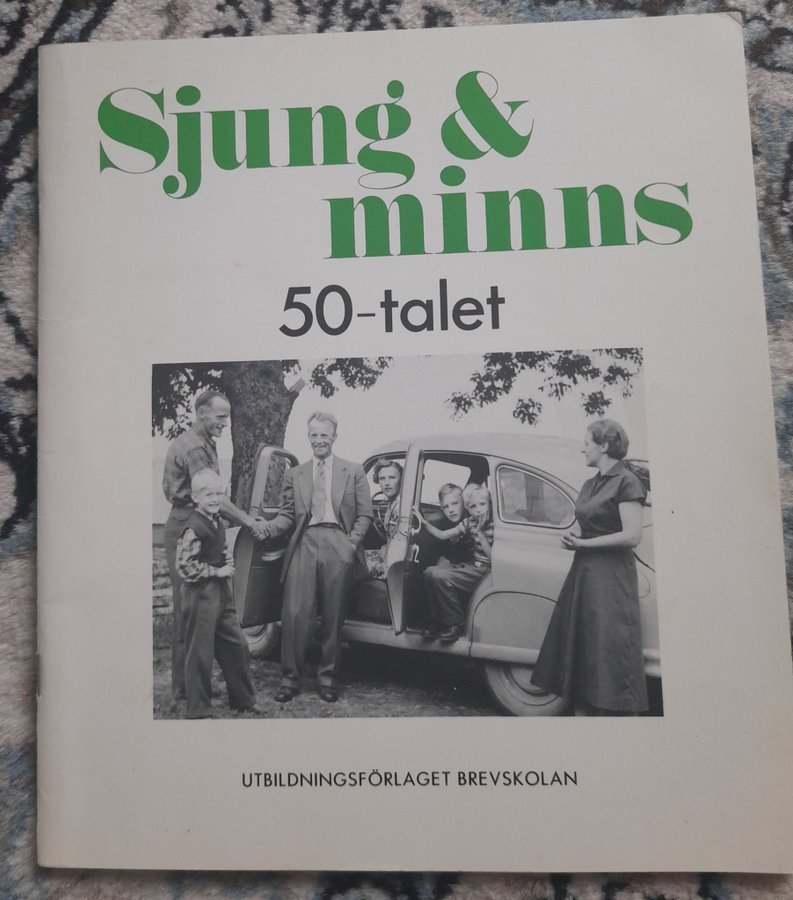 Sjung &
minns
50-talet
UTBILDNINGSFÖRLAGET BREVSKOLAN